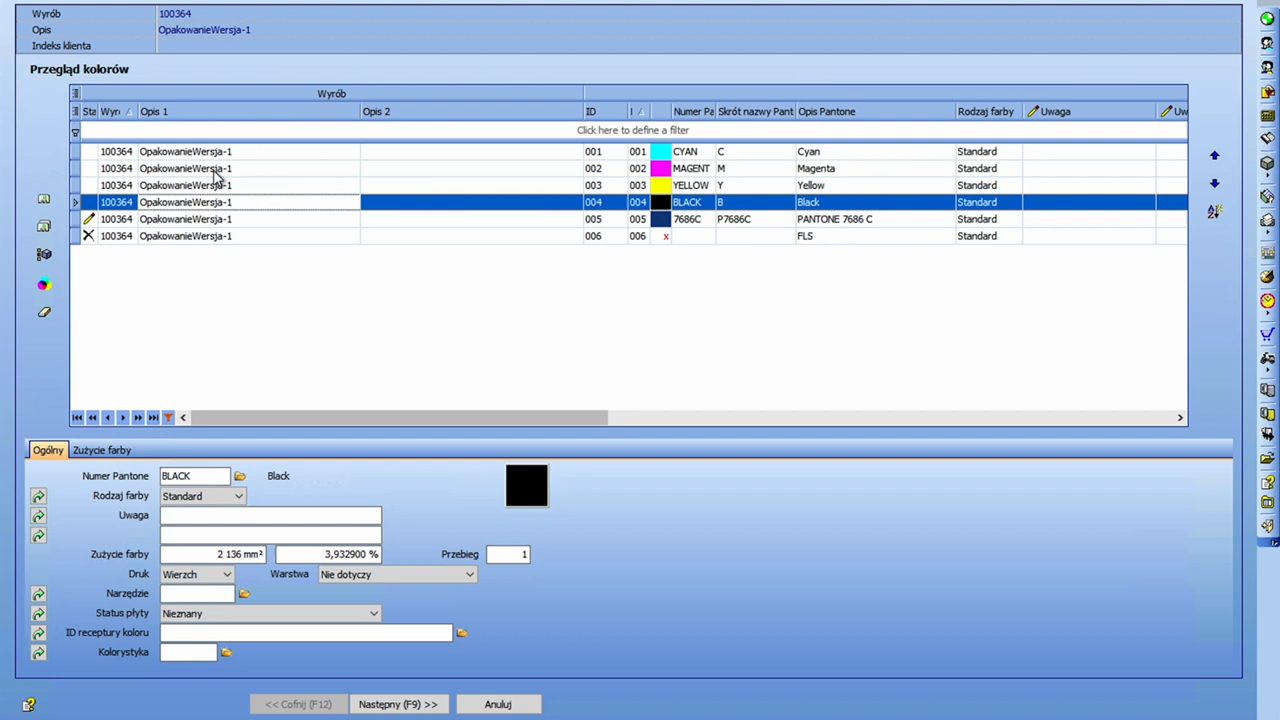 Wyrób 100364
Opis OpakowanieWersja-1
Indeks klienta
Przegląd kolorów
Wyrób
Sta Wyr Opis 1 Opis 2 ID I Numer Pa Skrót nazwy Pant Opis Pantone Rodzaj farby Uwaga Uw
Click here to define a filter
100364 OpakowanieWersja-1 001 001 CYAN C Cyan Standard
100364 OpakowanieWersja-1 002 002 MAGENT M Magenta Standard
100364 OpakowanieWersja-1 003 003 YELLOW Y Yellow Standard
100364 OpakowanieWersja-1 004 004 BLACK B Black Standard
100364 OpakowanieWersja-1 005 005 7686C P7686C PANTONE 7686 C Standard
100364 OpakowanieWersja-1 006 006 x FLS Standard
Ogólny Zużycie farby
Numer Pantone BLACK Black
Rodzaj farby Standard
Uwaga
Zużycie farby 2 136 mm² 3,932900 % Przebieg 1
Druk Wierzch Warstwa Nie dotyczy
Narzędzie
Status płyty Nieznany
ID receptury koloru
Kolorystyka
<< Cofnij (F12) Następny (F9) >> Anuluj